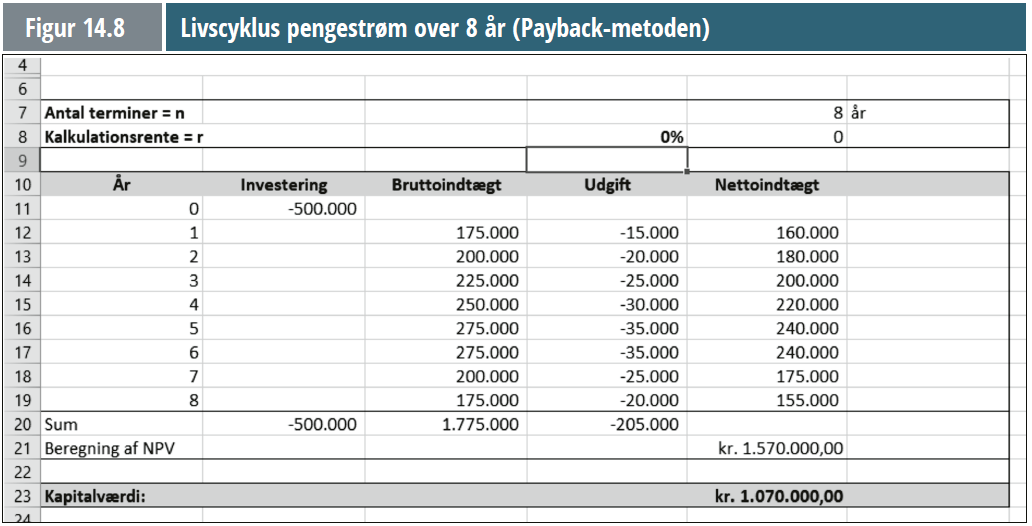 Figur 14.8 Livscyklus pengestrøm over 8 år (Payback-metoden)
4
6
7 Antal terminer = n 8 år
8 Kalkulationsrente = r 0% 0
9
10 År Investering Bruttoindtægt Udgift Nettoindtægt
11 0 -500.000
12 1 175.000 -15.000 160.000
13 2 200.000 -20.000 180.000
14 3 225.000 -25.000 200.000
15 4 250.000 -30.000 220.000
16 5 275.000 -35.000 240.000
17 6 275.000 -35.000 240.000
18 7 200.000 -25.000 175.000
19 8 175.000 -20.000 155.000
20 Sum -500.000 1.775.000 -205.000
21 Beregning af NPV kr. 1.570.000,00
22
23 Kapitalværdi: kr. 1.070.000,00
24